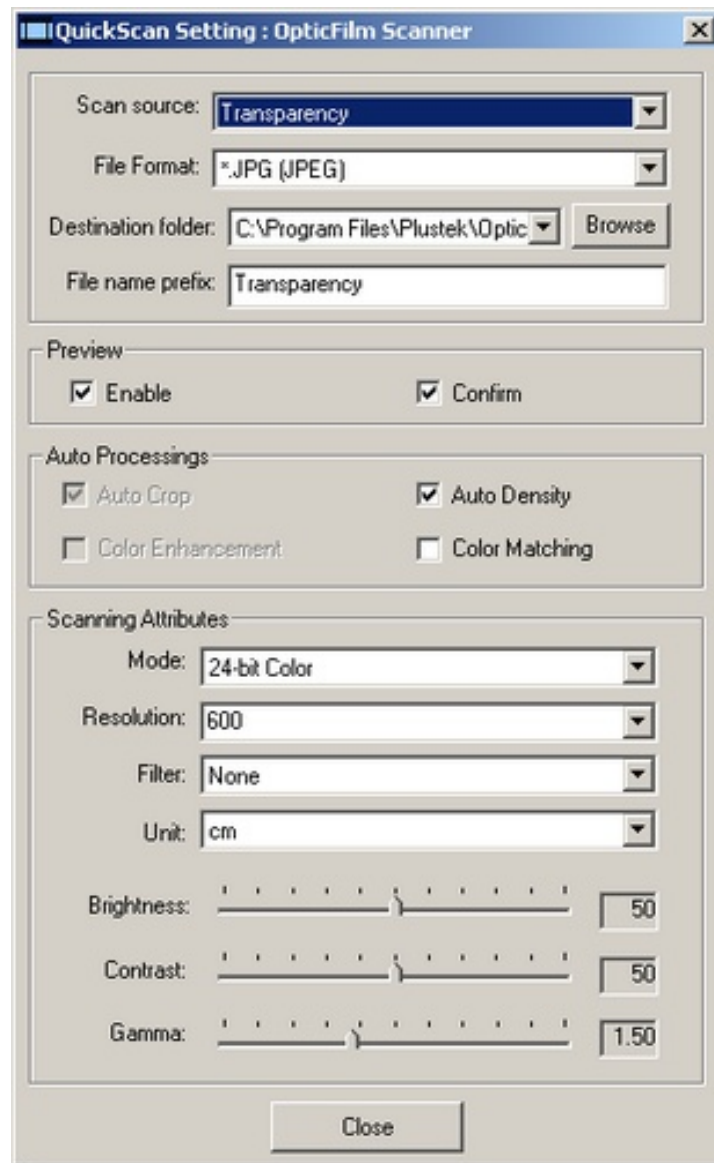 QuickScan Setting : OpticFilm Scanner
Scan source: Transparency
File Format: *.JPG (JPEG)
Destination folder: C:\Program Files\Plustek\Optic Browse
File name prefix: Transparency
Preview
Enable Confirm
Auto Processings
Auto Crop Auto Density
Color Enhancement Color Matching
Scanning Attributes
Mode: 24-bit Color
Resolution: 600
Filter: None
Unit: cm
Brightness: 50
Contrast: 50
Gamma: 1.50
Close